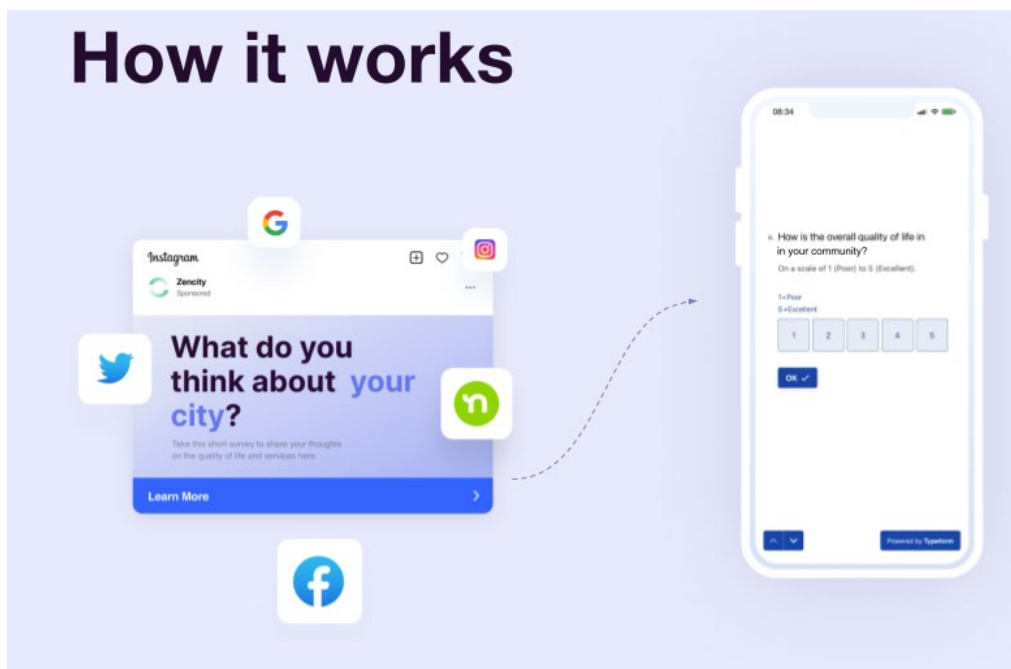 How it works
Instagram
Zencity
Sponsored
What do you
think about your
city?
Take this short survey to share your thoughts
on the quality of life and services here.
Learn More
08:34
a. How is the overall quality of life in
in your community?
On a scale of 1 (Poor) to 5 (Excellent).
1=Poor
5=Excellent
1 2 3 4 5
OK
Powered by Typeform